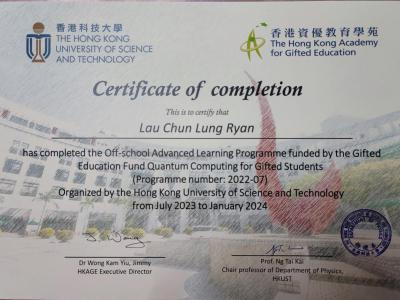 香港科技大學
THE HONG KONG
UNIVERSITY OF SCIENCE
AND TECHNOLOGY
香港資優教育學苑
The Hong Kong Academy
for Gifted Education
Certificate of completion
This is to certify that
Lau Chun Lung Ryan
has completed the Off-school Advanced Learning Programme funded by the Gifted
Education Fund Quantum Computing for Gifted Students
(Programme number: 2022-07)
Organized by the Hong Kong University of Science and Technology
from July 2023 to January 2024
Dr Wong Kam Yiu, Jimmy
HKAGE Executive Director
Prof. Ng Tai Kai
Chair professor of Department of Physics,
HKUST